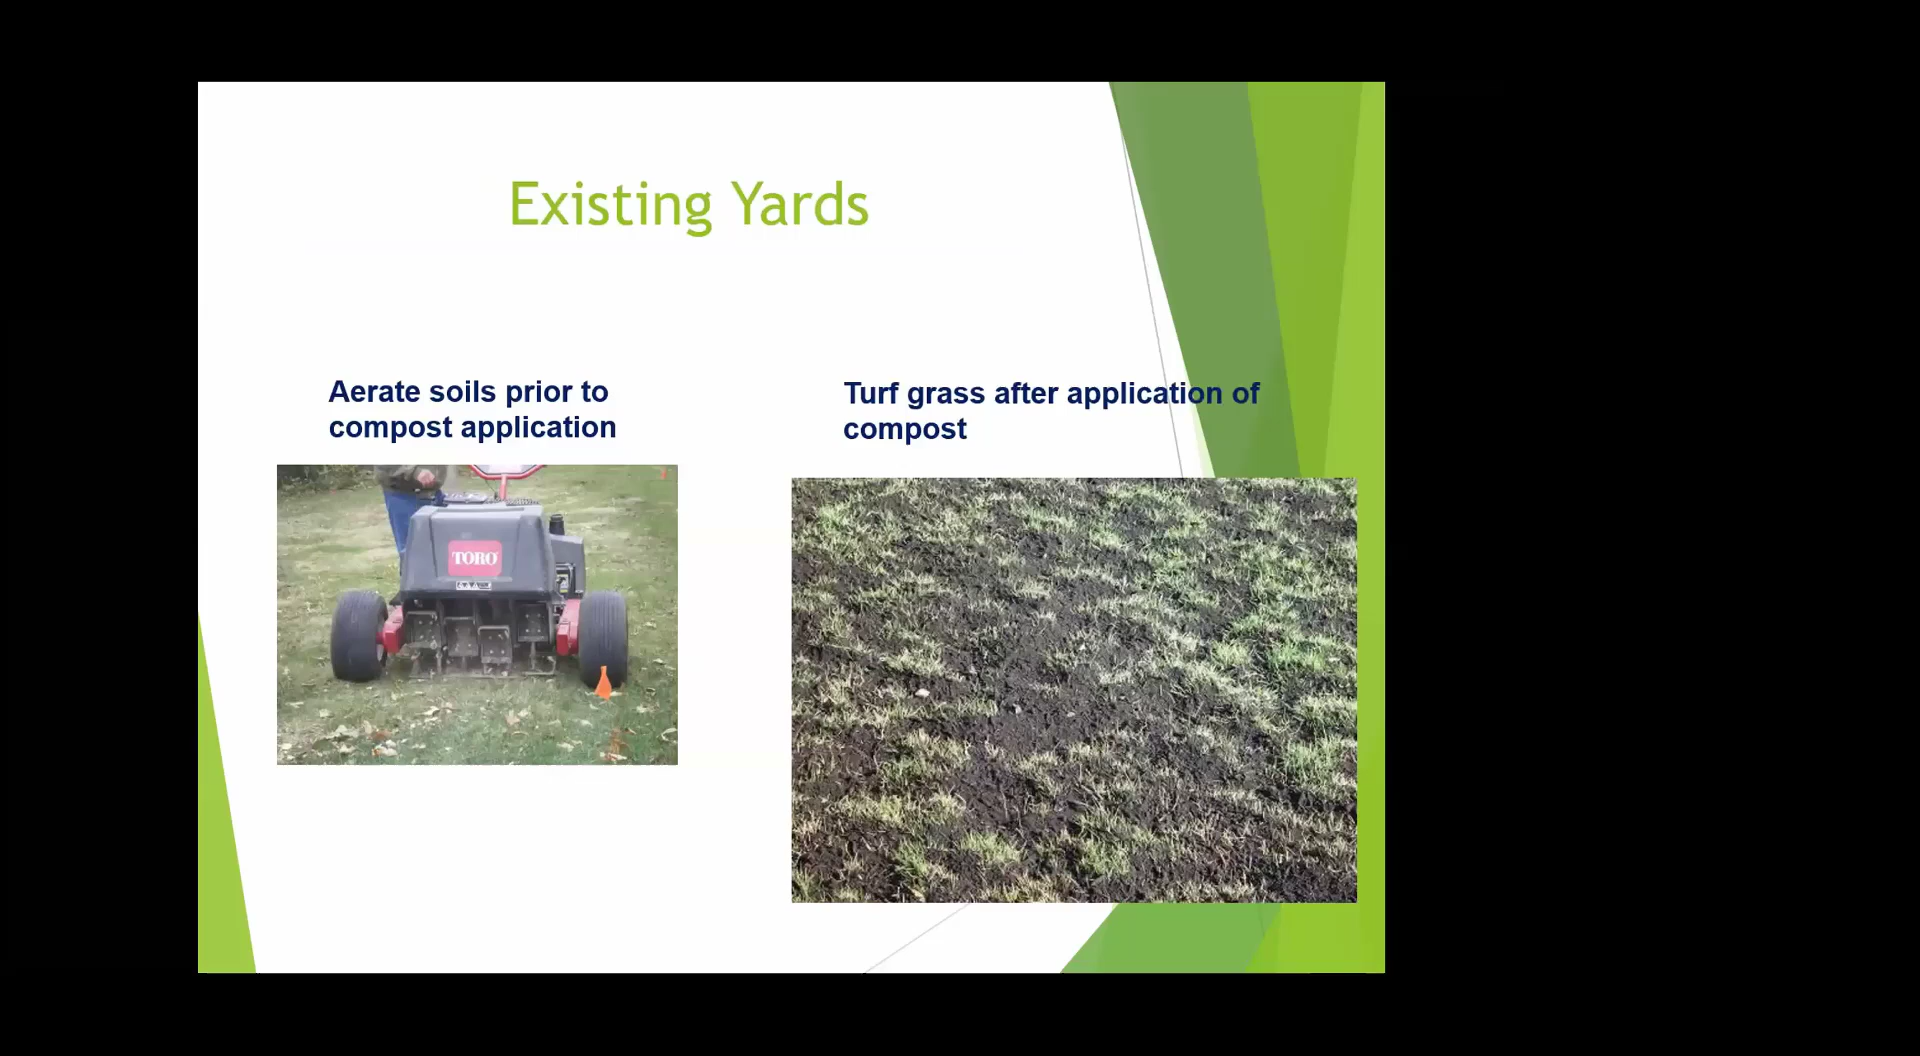 Existing Yards
Aerate soils prior to
compost application
Turf grass after application of
compost
TORO